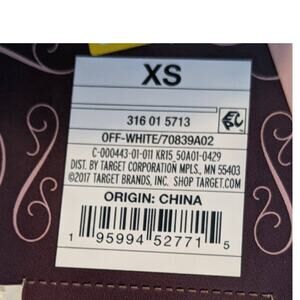 XS
316 01 5713
OFF-WHITE/70839A02
C-000443-01-011 KR15_50A01-0429
DIST. BY TARGET CORPORATION MPLS., MN 55403
©2017 TARGET BRANDS, INC. SHOP TARGET.COM
ORIGIN: CHINA
1 95994 52771 5